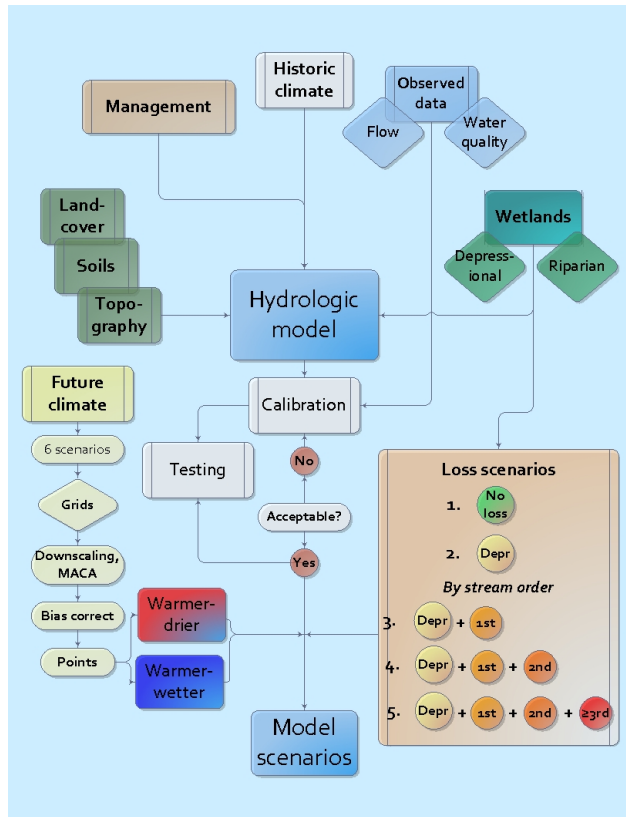 Historic
climate
Management
Observed
data
Flow
Water
quality
Land-
cover
Soils
Topo-
graphy
Wetlands
Depress-
ional
Riparian
Hydrologic
model
Future
climate
6 scenarios
Grids
Downscaling,
MACA
Bias correct
Points
Calibration
Testing
No
Acceptable?
Yes
Warmer-
drier
Warmer-
wetter
Model
scenarios
Loss scenarios
1. No
loss
2. Depr
By stream order
3. Depr + 1st
4. Depr + 1st + 2nd
5. Depr + 1st + 2nd + ≥3rd